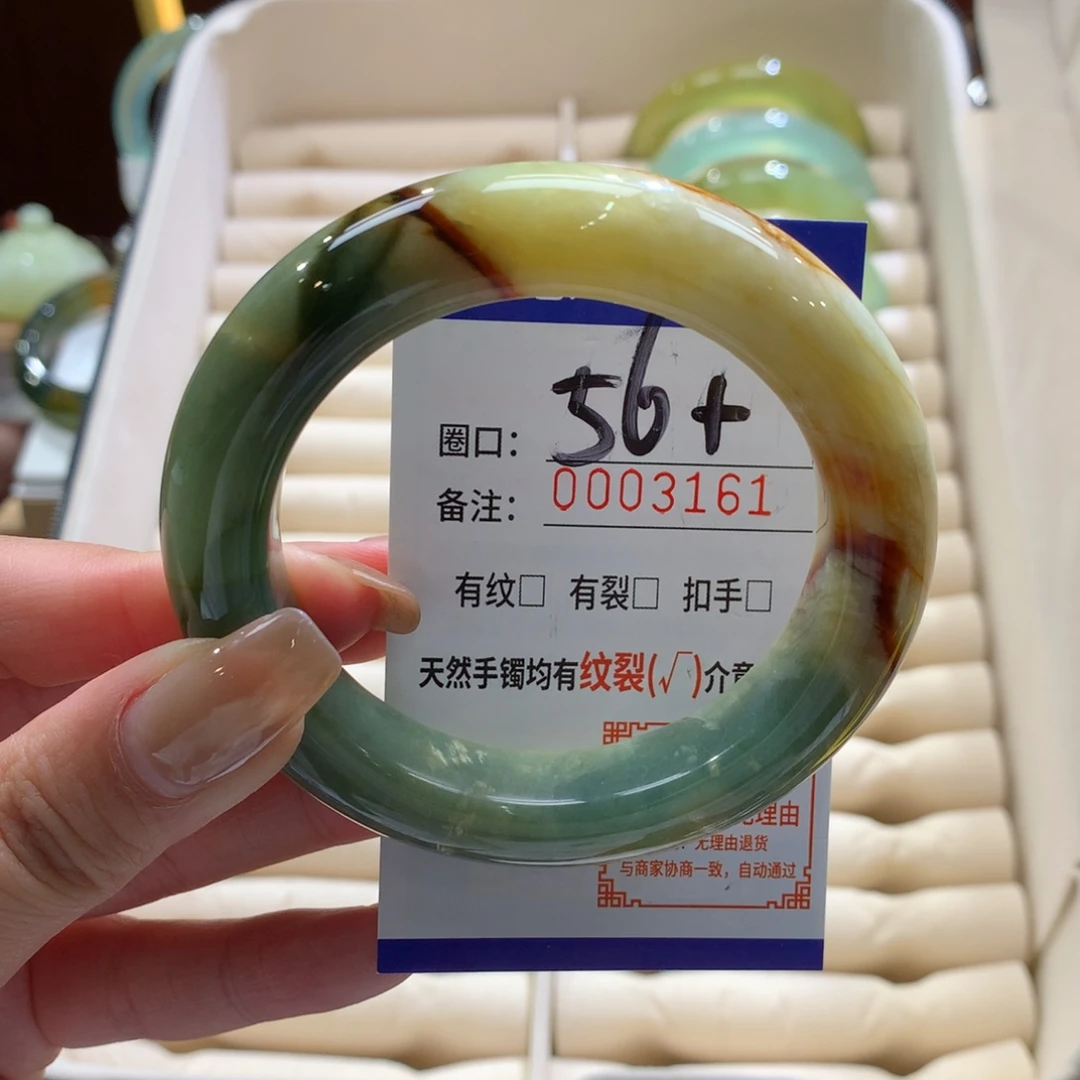 圈口： 56+
备注： 0003161
有纹□ 有裂□ 扣手□
天然手镯均有纹裂(√)介意
理由
：无理由退货
与商家协商一致，自动通过